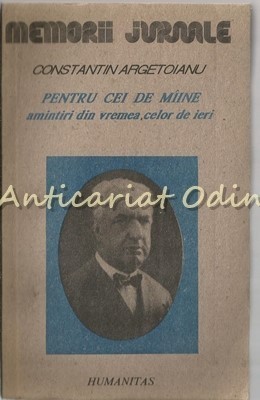 MEMORII JURNALE
CONSTANTIN ARGETOIANU
PENTRU CEI DE MÎINE
amintiri din vremea celor de ieri
Anticariat Odin
HUMANITAS